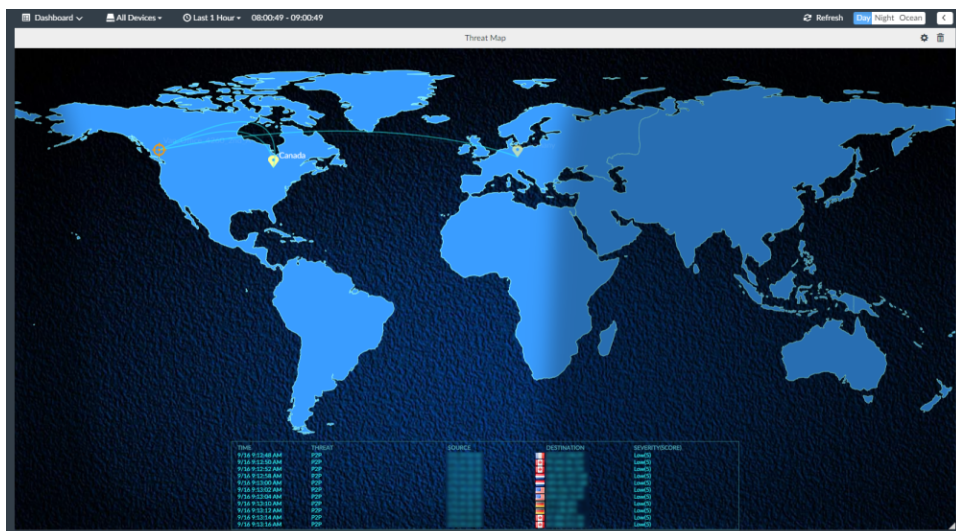 Dashboard All Devices Last 1 Hour 08:00:49 - 09:00:49 Refresh Day Night Ocean
Threat Map
Canada
TIME THREAT SOURCE DESTINATION SEVERITY(SCORE)
9/16 9:12:48 AM P2P Low(5)
9/16 9:12:50 AM P2P Low(5)
9/16 9:12:52 AM P2P Low(5)
9/16 9:12:58 AM P2P Low(5)
9/16 9:13:00 AM P2P Low(5)
9/16 9:13:02 AM P2P Low(5)
9/16 9:13:04 AM P2P Low(5)
9/16 9:13:10 AM P2P Low(5)
9/16 9:13:12 AM P2P Low(5)
9/16 9:13:14 AM P2P Low(5)
9/16 9:13:16 AM P2P Low(5)